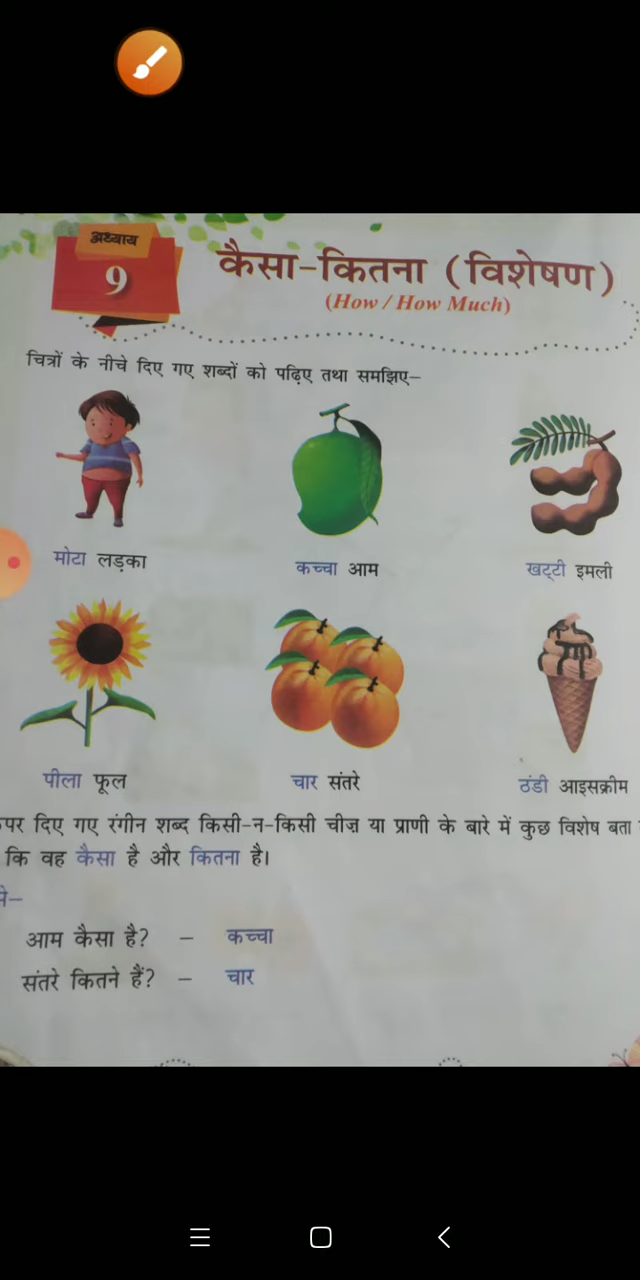 अध्याय
9
कैसा-कितना (विशेषण)
(How / How Much)
चित्रों के नीचे दिए गए शब्दों को पढ़िए तथा समझिए–
मोटा लड़का
कच्चा आम
खट्टी इमली
पीला फूल
चार संतरे
ठंडी आइसक्रीम
दिए गए रंगीन शब्द किसी-न-किसी चीज़ या प्राणी के बारे में कुछ विशेष बता
कि वह कैसा है और कितना है।
आम कैसा है? – कच्चा
संतरे कितने हैं? – चार